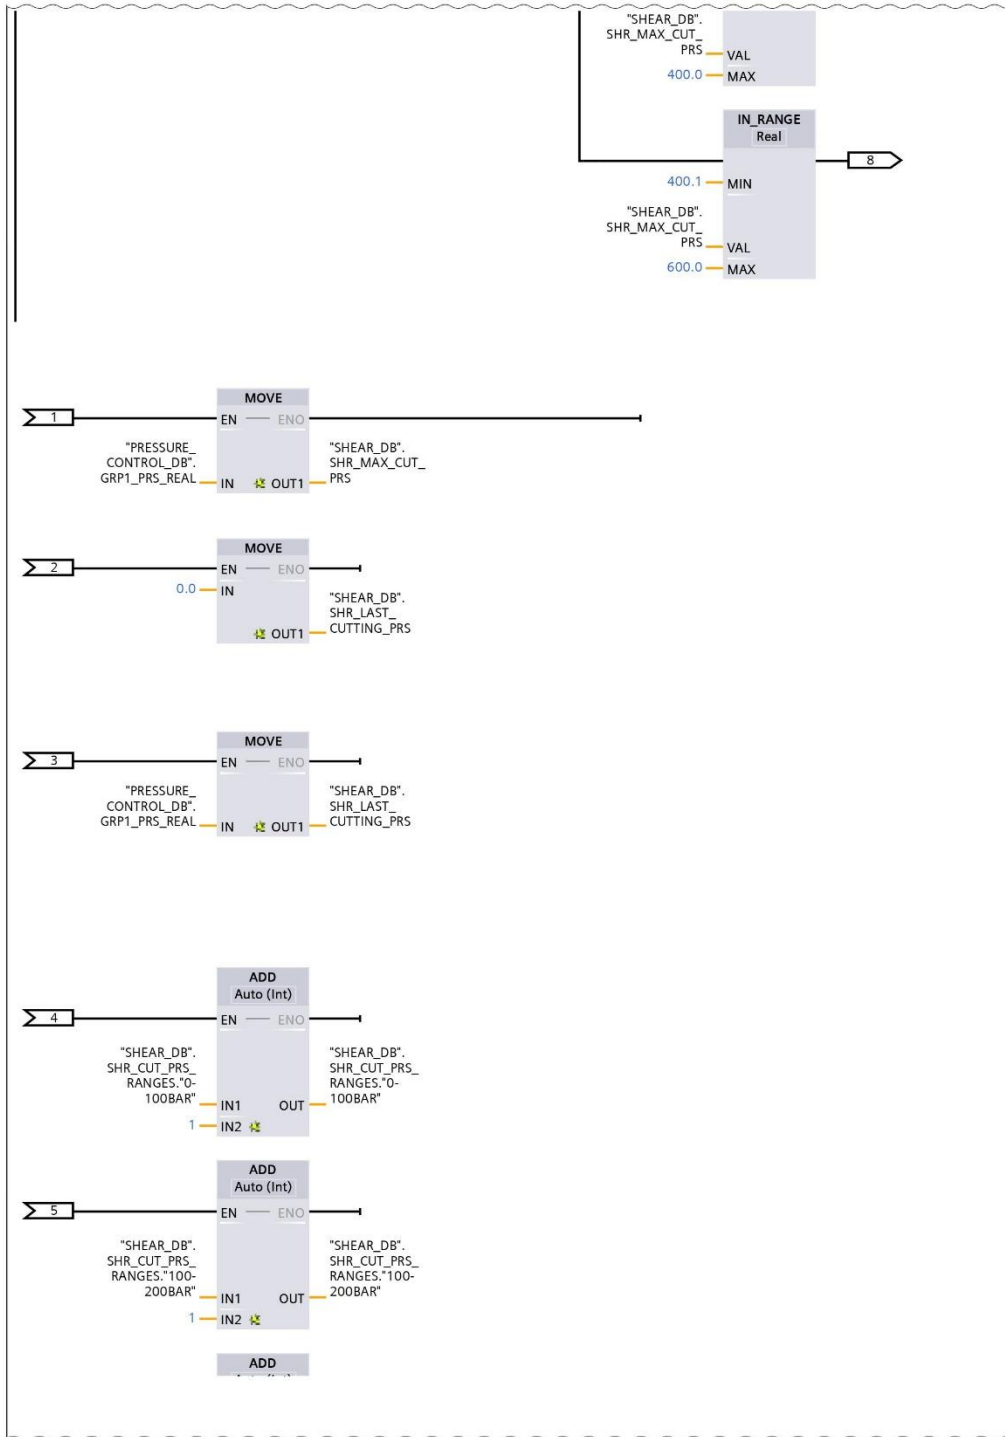 "SHEAR_DB".
SHR_MAX_CUT_
PRS
VAL
400.0
MAX
IN_RANGE
Real
8
400.1
MIN
"SHEAR_DB".
SHR_MAX_CUT_
PRS
VAL
600.0
MAX
MOVE
1
EN
ENO
"PRESSURE_
CONTROL_DB".
GRP1_PRS_REAL
IN
OUT1
"SHEAR_DB".
SHR_MAX_CUT_
PRS
MOVE
2
EN
ENO
0.0
IN
OUT1
"SHEAR_DB".
SHR_LAST_
CUTTING_PRS
MOVE
3
EN
ENO
"PRESSURE_
CONTROL_DB".
GRP1_PRS_REAL
IN
OUT1
"SHEAR_DB".
SHR_LAST_
CUTTING_PRS
ADD
Auto (Int)
4
EN
ENO
"SHEAR_DB".
SHR_CUT_PRS_
RANGES."0-
100BAR"
IN1
OUT
"SHEAR_DB".
SHR_CUT_PRS_
RANGES."0-
100BAR"
1
IN2
ADD
Auto (Int)
5
EN
ENO
"SHEAR_DB".
SHR_CUT_PRS_
RANGES."100-
200BAR"
IN1
OUT
"SHEAR_DB".
SHR_CUT_PRS_
RANGES."100-
200BAR"
1
IN2
ADD